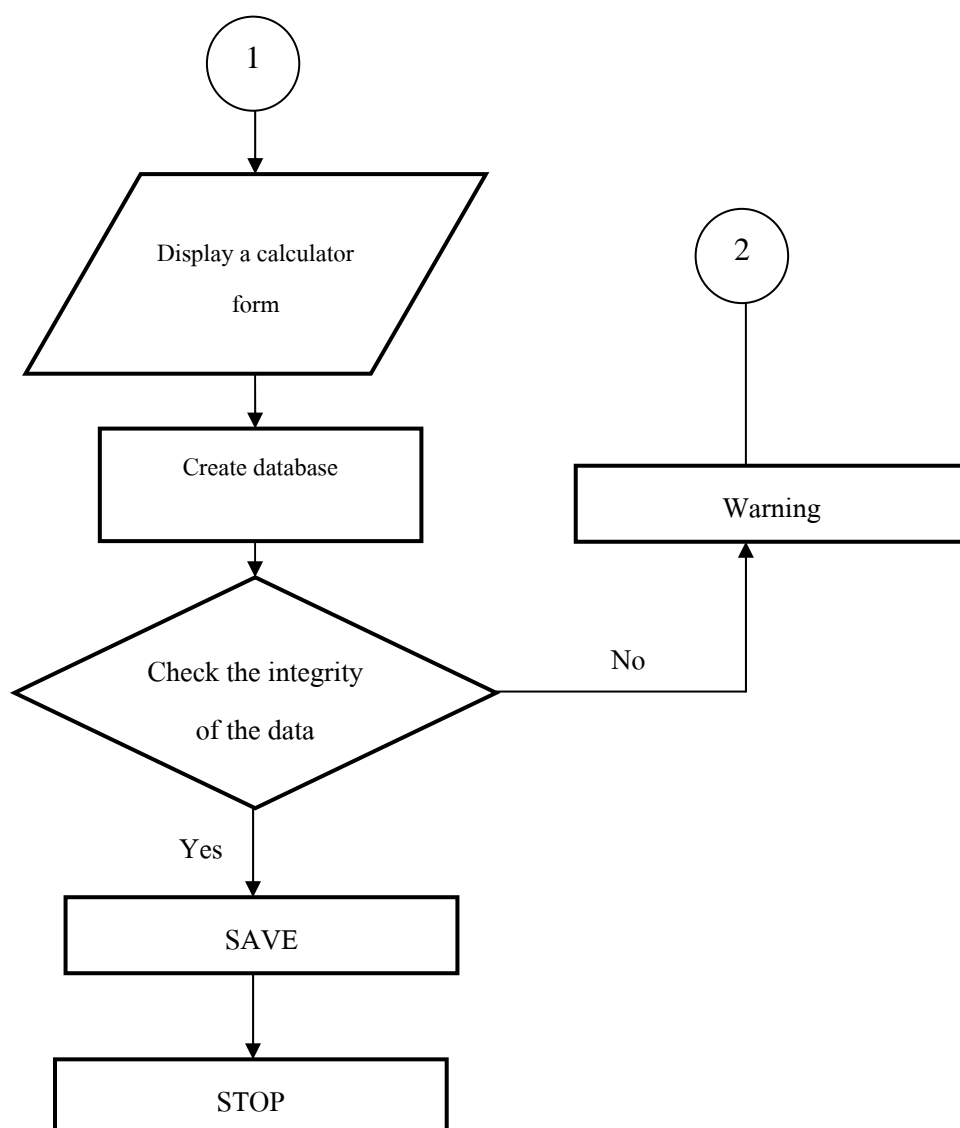 1
Display a calculator
form
2
Create database
Warning
Check the integrity
of the data
No
Yes
SAVE
STOP